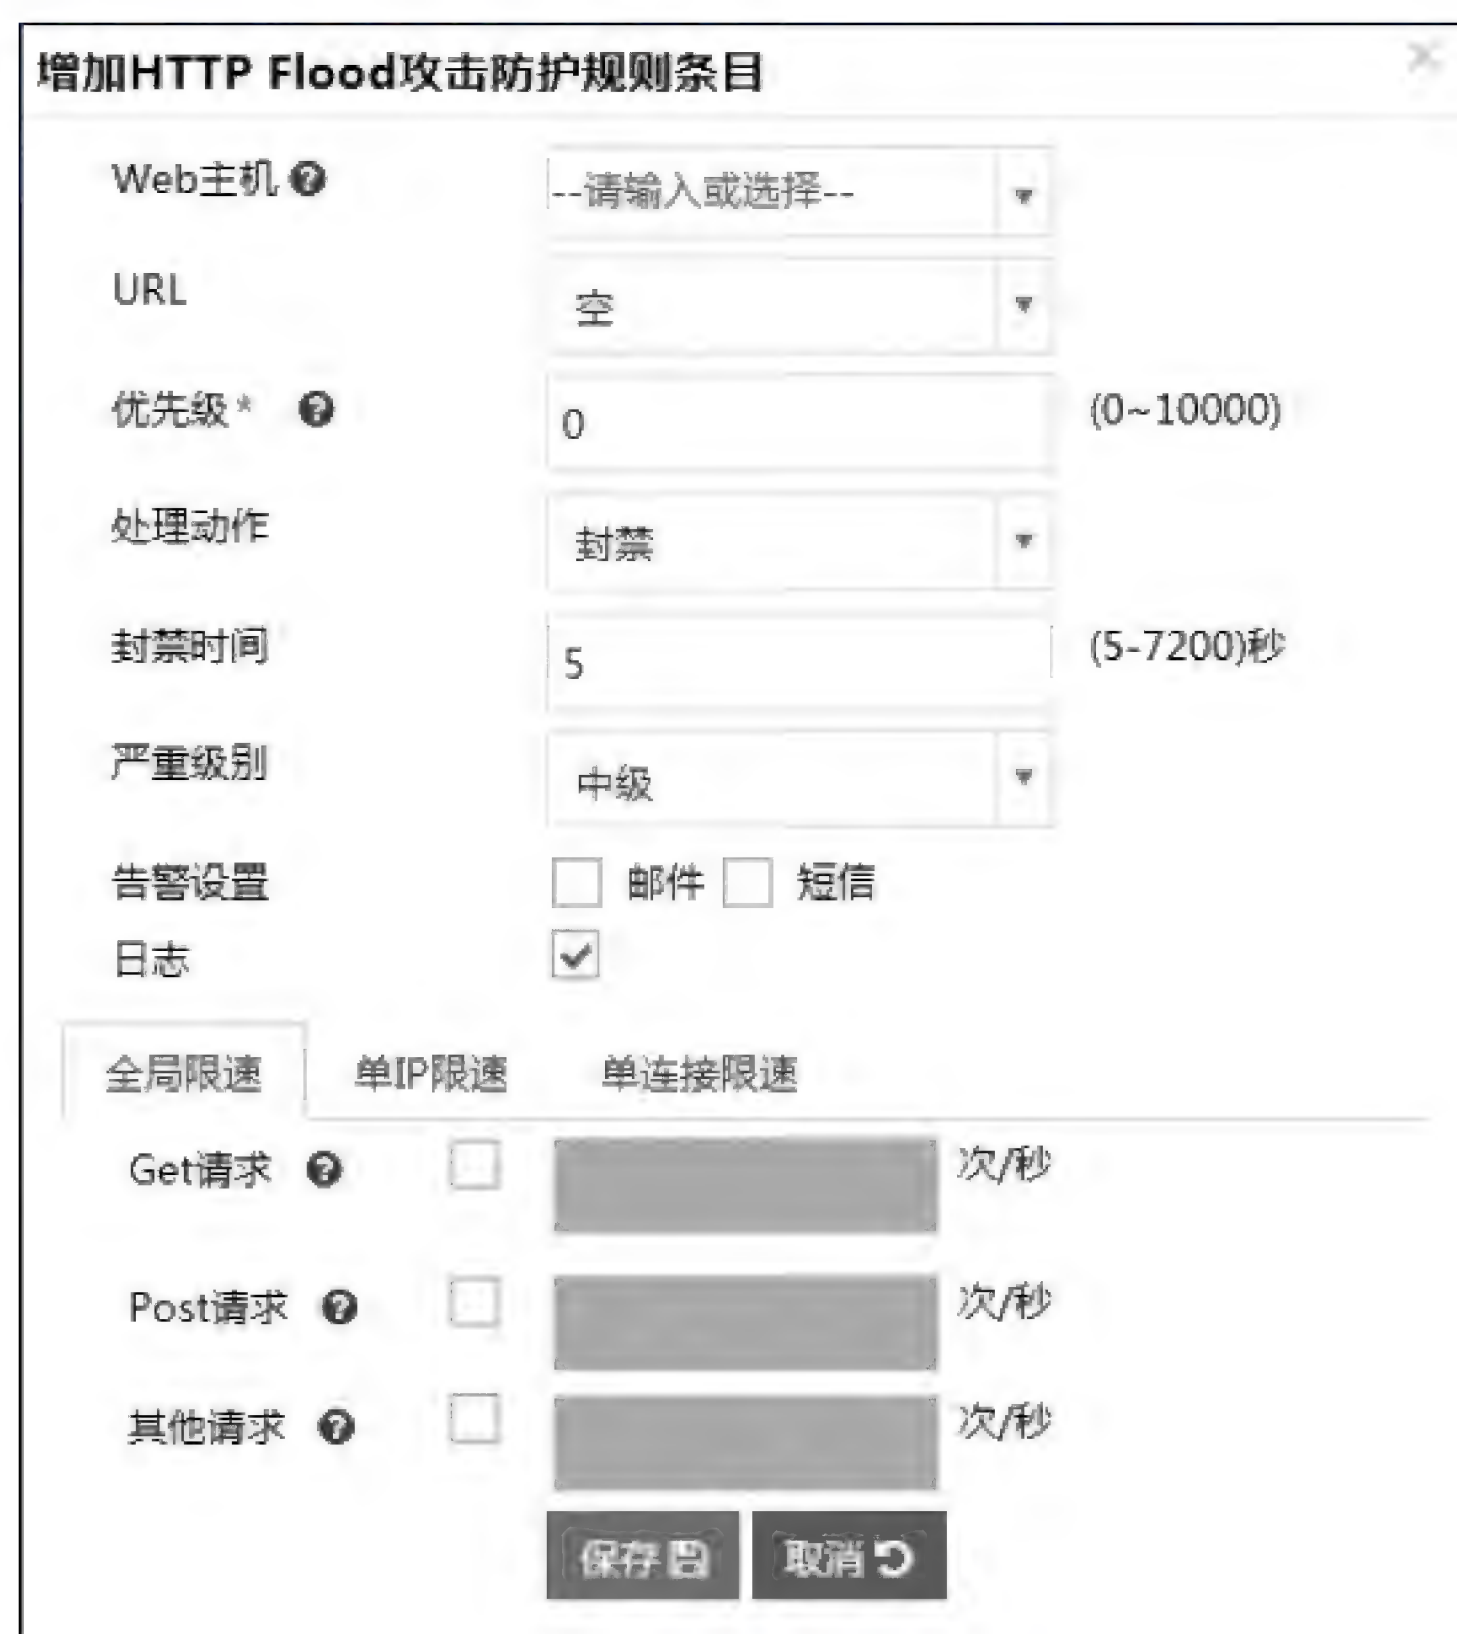 增加HTTP Flood攻击防护规则条目
Web主机
--请输入或选择--
URL
空
优先级*
0
(0~10000)
处理动作
封禁
封禁时间
5
(5-7200)秒
严重级别
中级
告警设置
邮件
短信
日志
全局限速 单IP限速 单连接限速
Get请求
次/秒
Post请求
次/秒
其他请求
次/秒
保存 取消